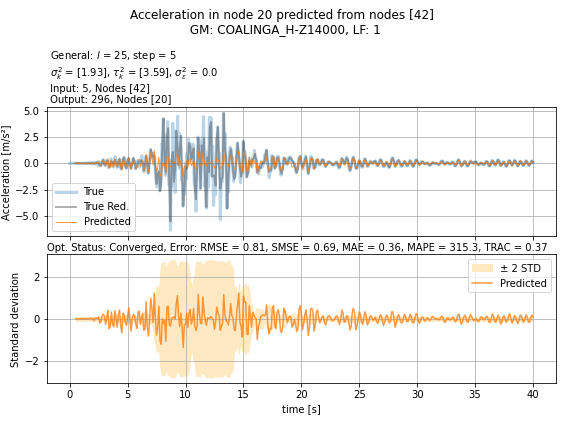 Acceleration in node 20 predicted from nodes [42]
GM: COALINGA_H-Z14000, LF: 1
General: l = 25, step = 5
σ²ₖ = [1.93], τ²ₖ = [3.59], σ²ε = 0.0
Input: 5, Nodes [42]
Output: 296, Nodes [20]
Acceleration [m/s²]
5.0
2.5
0.0
−2.5
−5.0
True
True Red.
Predicted
Opt. Status: Converged, Error: RMSE = 0.81, SMSE = 0.69, MAE = 0.36, MAPE = 315.3, TRAC = 0.37
Standard deviation
2
0
−2
± 2 STD
Predicted
0 5 10 15 20 25 30 35 40
time [s]